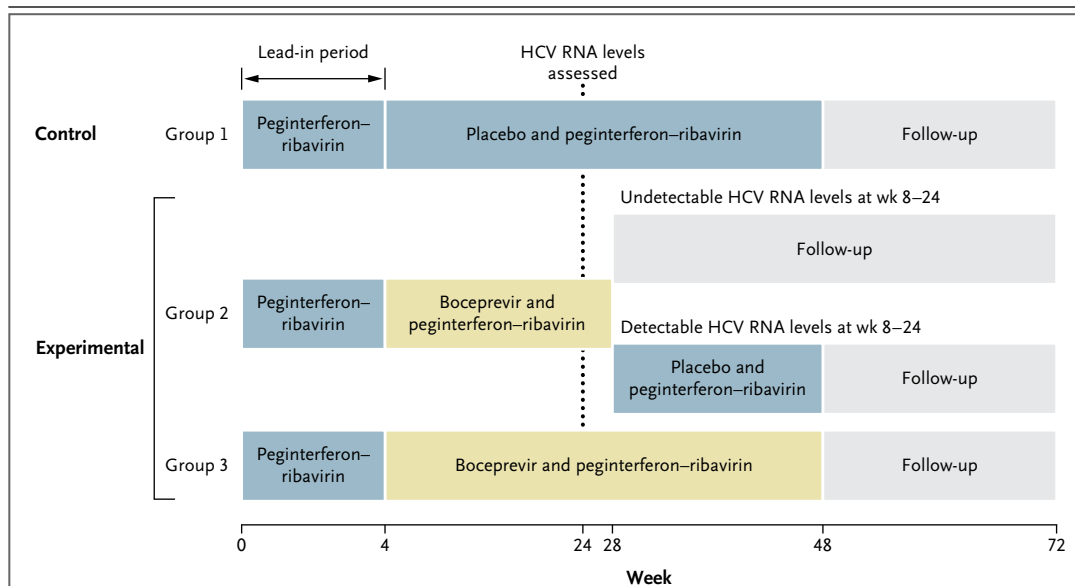 Lead-in period
HCV RNA levels
assessed
Control
Group 1
Peginterferon–
ribavirin
Placebo and peginterferon–ribavirin
Follow-up
Experimental
Group 2
Peginterferon–
ribavirin
Boceprevir and
peginterferon–ribavirin
Undetectable HCV RNA levels at wk 8–24
Follow-up
Detectable HCV RNA levels at wk 8–24
Placebo and
peginterferon–ribavirin
Follow-up
Group 3
Peginterferon–
ribavirin
Boceprevir and peginterferon–ribavirin
Follow-up
0 4 24 28 48 72
Week